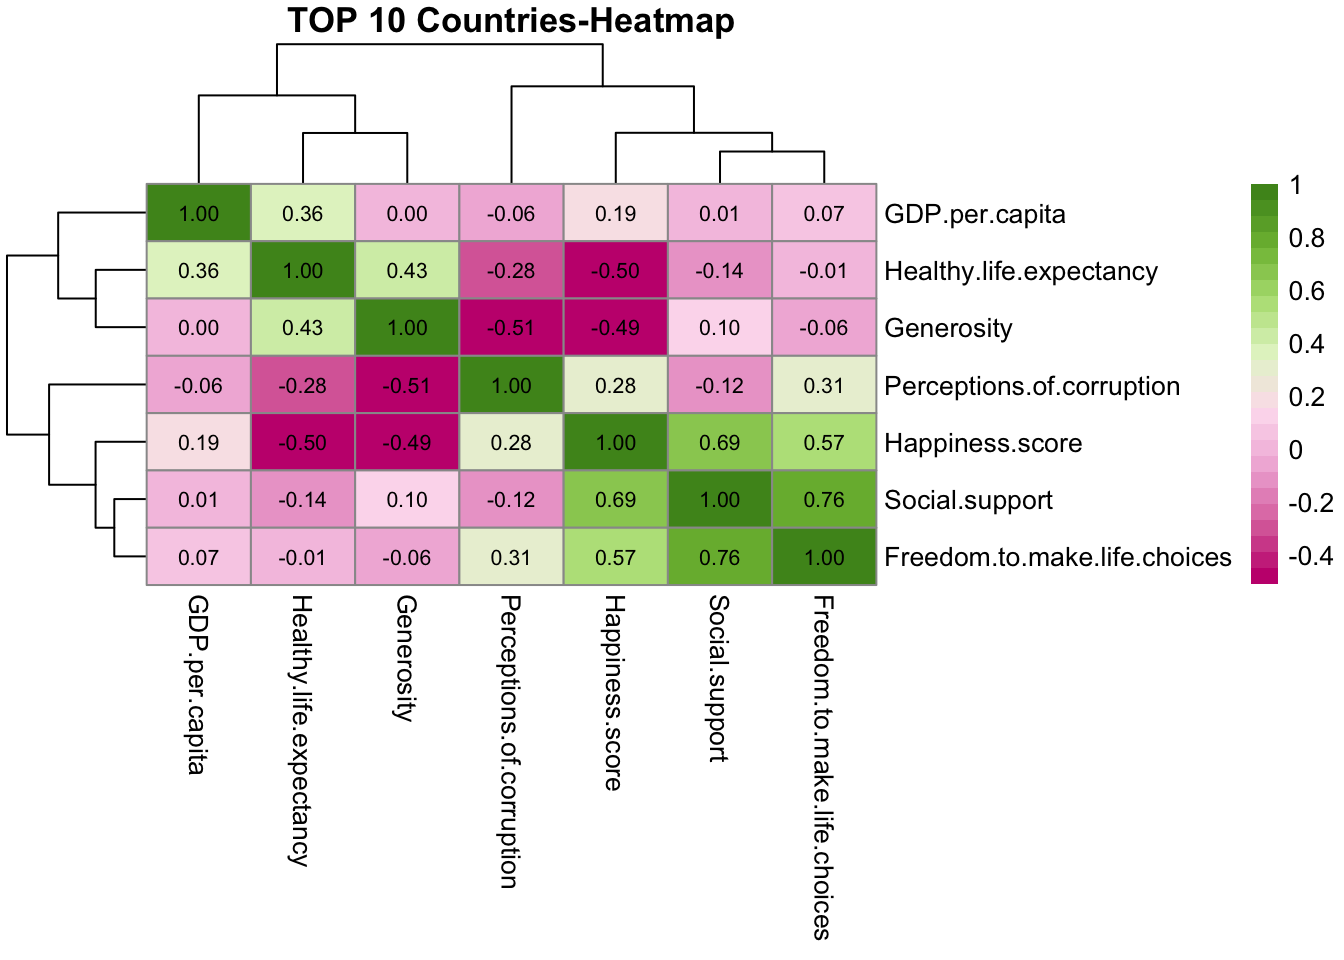 TOP 10 Countries-Heatmap
1.00 0.36 0.00 -0.06 0.19 0.01 0.07 GDP.per.capita
0.36 1.00 0.43 -0.28 -0.50 -0.14 -0.01 Healthy.life.expectancy
0.00 0.43 1.00 -0.51 -0.49 0.10 -0.06 Generosity
-0.06 -0.28 -0.51 1.00 0.28 -0.12 0.31 Perceptions.of.corruption
0.19 -0.50 -0.49 0.28 1.00 0.69 0.57 Happiness.score
0.01 -0.14 0.10 -0.12 0.69 1.00 0.76 Social.support
0.07 -0.01 -0.06 0.31 0.57 0.76 1.00 Freedom.to.make.life.choices
GDP.per.capita
Healthy.life.expectancy
Generosity
Perceptions.of.corruption
Happiness.score
Social.support
Freedom.to.make.life.choices
1
0.8
0.6
0.4
0.2
0
-0.2
-0.4